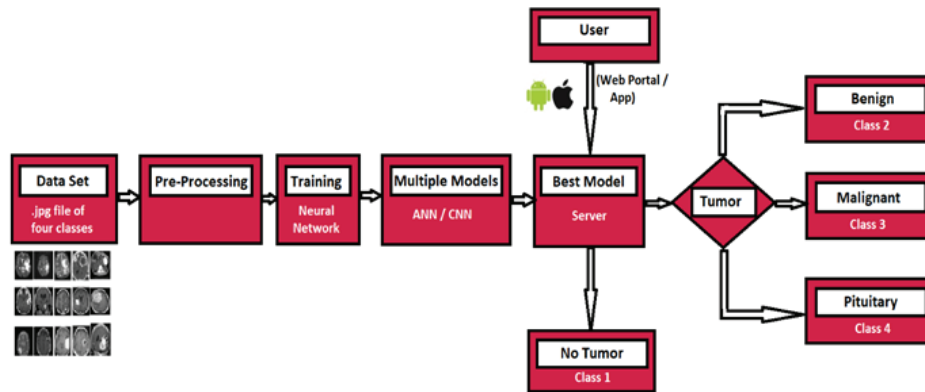 User
(Web Portal /
App)
Data Set
.jpg file of
four classes
Pre-Processing
Training
Neural
Network
Multiple Models
ANN / CNN
Best Model
Server
Tumor
Benign
Class 2
Malignant
Class 3
Pituitary
Class 4
No Tumor
Class 1